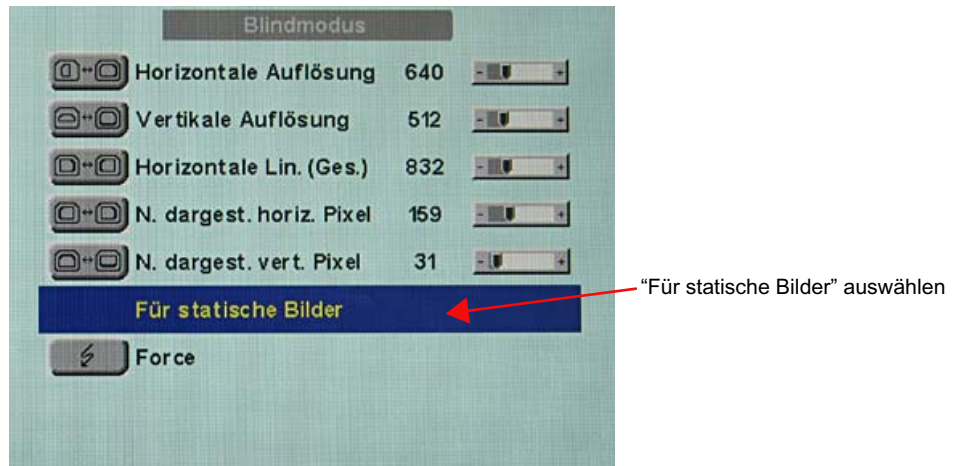 Blindmodus
Horizontale Auflösung 640 - +
Vertikale Auflösung 512 - +
Horizontale Lin. (Ges.) 832 - +
N. dargest. horiz. Pixel 159 - +
N. dargest. vert. Pixel 31 - +
“Für statische Bilder” auswählen
Für statische Bilder
Force